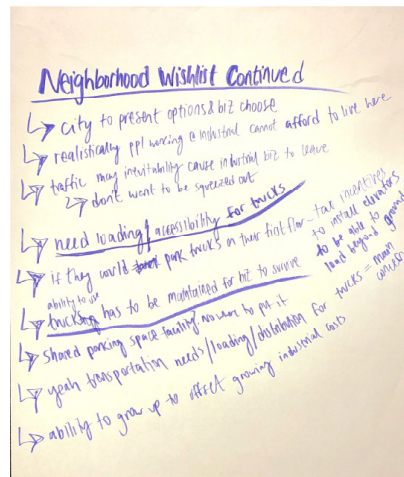 Neighborhood Wishlist Continued
city to present options & biz choose
realistically ppl working @ industrial cannot afford to live here
traffic may inevitability cause industrial biz to leave
don't want to be squeezed out
need loading / accessibility for trucks
if they could park trucks on their first floor - tax incentives
to install elevators
to be able to
load beyond ground
ability to use
trucks has to be maintained for biz to survive
shared parking space facility, no where to put it
yeah transportation needs/loading/distribution for trucks = main
concern
ability to grow up to offset growing industrial costs